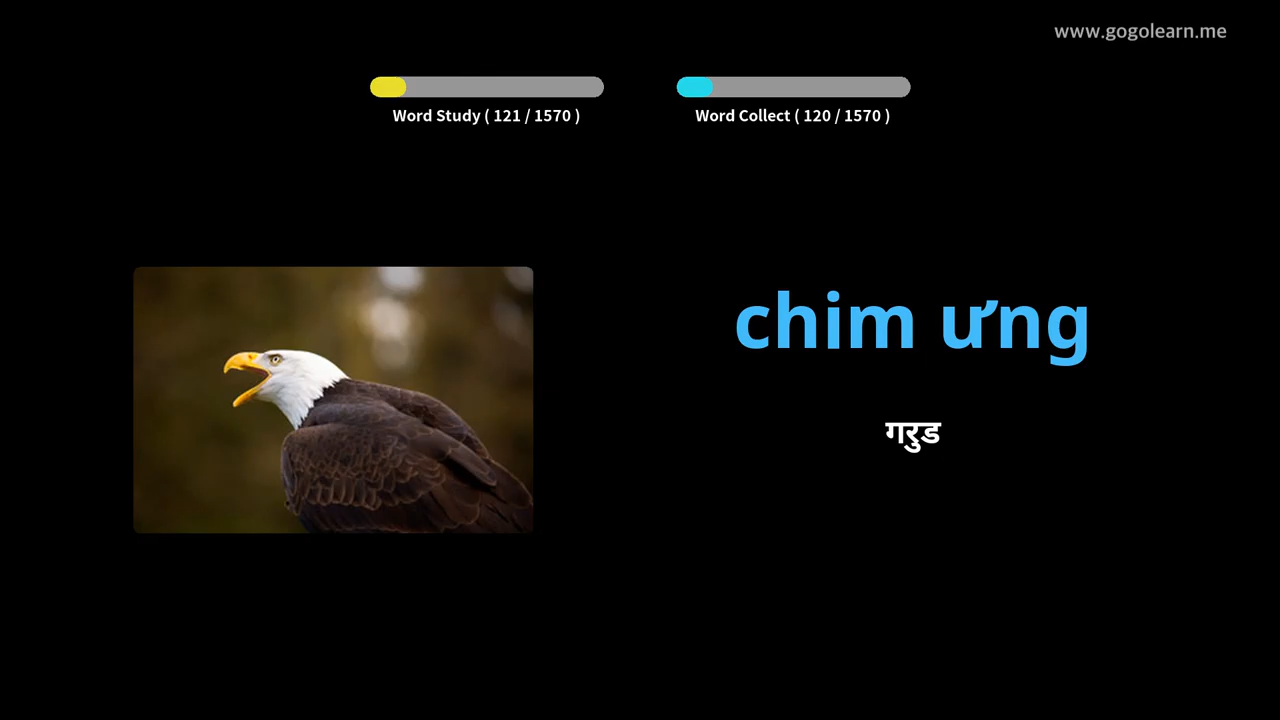 www.gogolearn.me
Word Study ( 121 / 1570 )
Word Collect ( 120 / 1570 )
chim ưng
गरुड